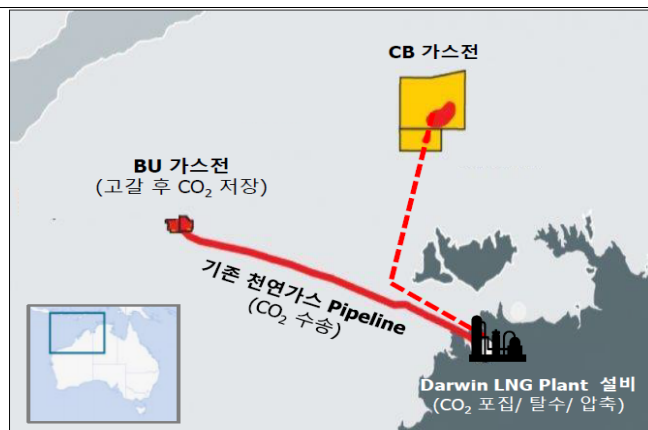 CB 가스전
BU 가스전
(고갈 후 CO₂ 저장)
기존 천연가스 Pipeline
(CO₂ 수송)
Darwin LNG Plant 설비
(CO₂ 포집/ 탈수/ 압축)